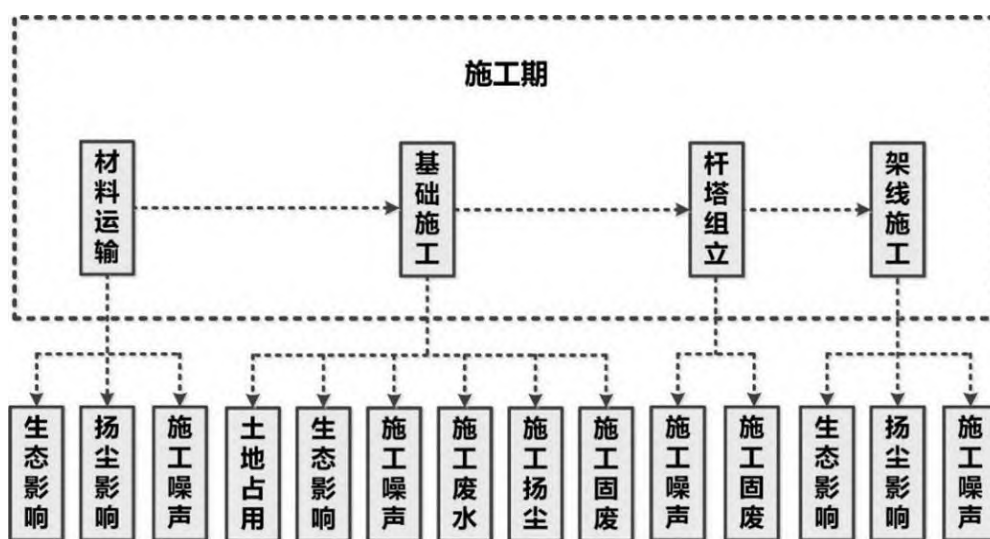 施工期
材料运输
基础施工
杆塔组立
架线施工
生态影响
扬尘影响
施工噪声
土地占用
生态影响
施工噪声
施工废水
施工扬尘
施工固废
施工噪声
施工固废
生态影响
扬尘影响
施工噪声